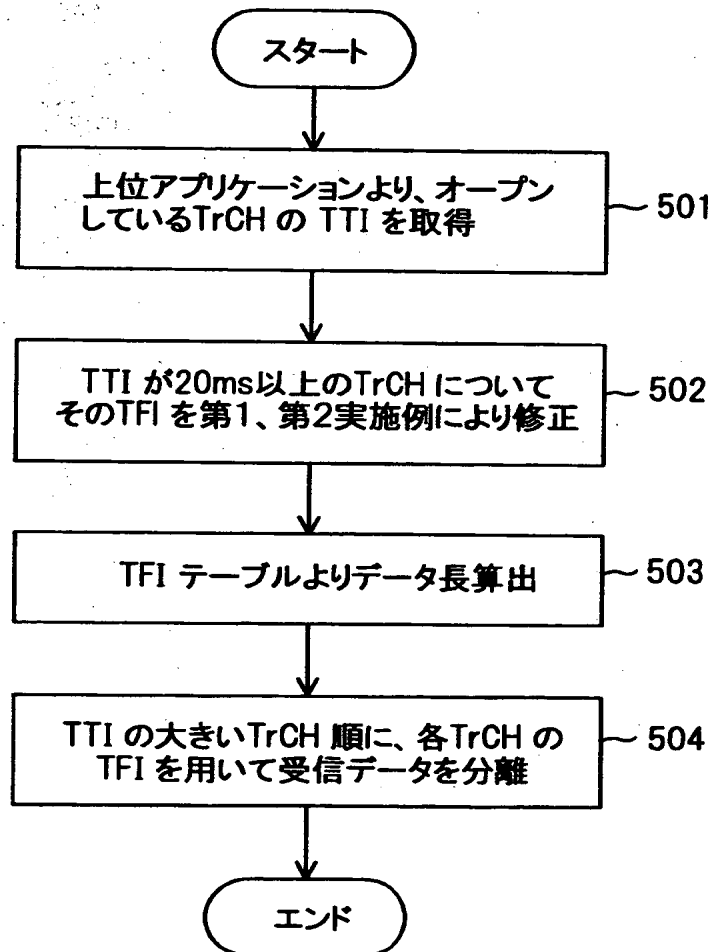 スタート
上位アプリケーションより、オープン
しているTrCH の TTI を取得
501
TTI が20ms以上のTrCH について
そのTFI を第1、第2実施例により修正
502
TFI テーブルよりデータ長算出
503
TTI の大きいTrCH 順に、各TrCH の
TFI を用いて受信データを分離
504
エンド